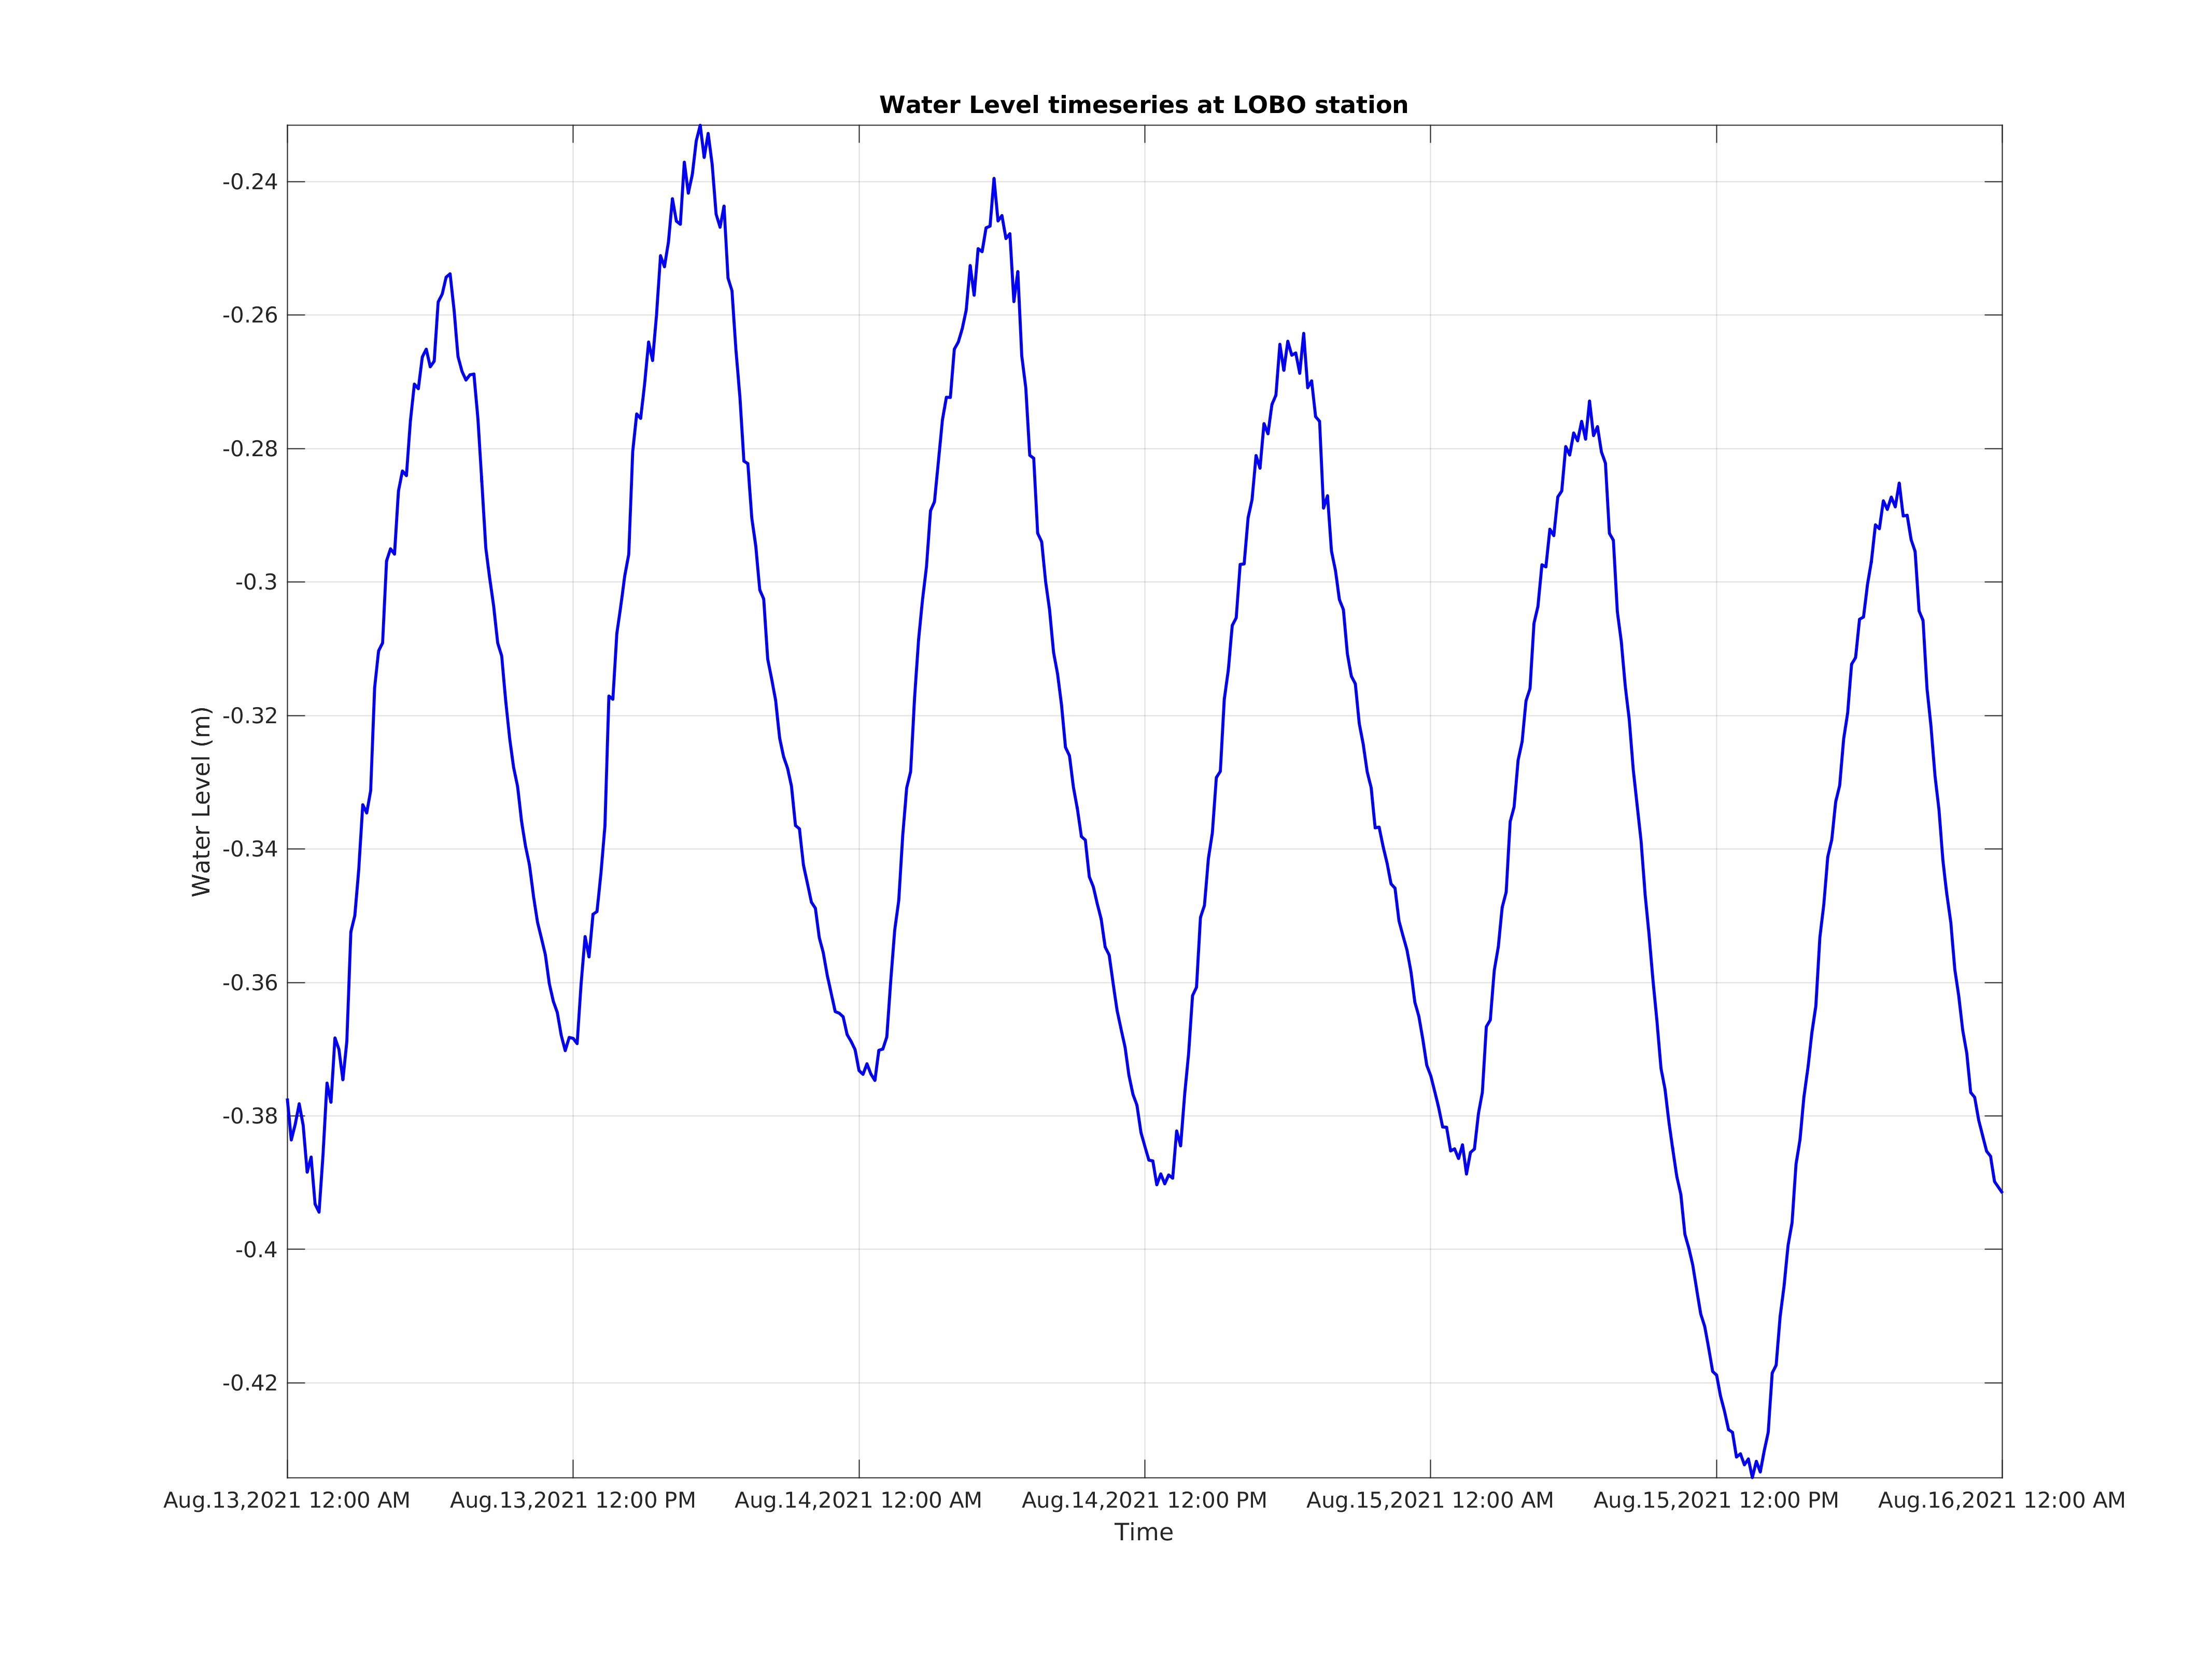 Water Level timeseries at LOBO station
-0.24
-0.26
-0.28
-0.3
-0.32
-0.34
-0.36
-0.38
-0.4
-0.42
Water Level (m)
Aug.13,2021 12:00 AM Aug.13,2021 12:00 PM Aug.14,2021 12:00 AM Aug.14,2021 12:00 PM Aug.15,2021 12:00 AM Aug.15,2021 12:00 PM Aug.16,2021 12:00 AM
Time